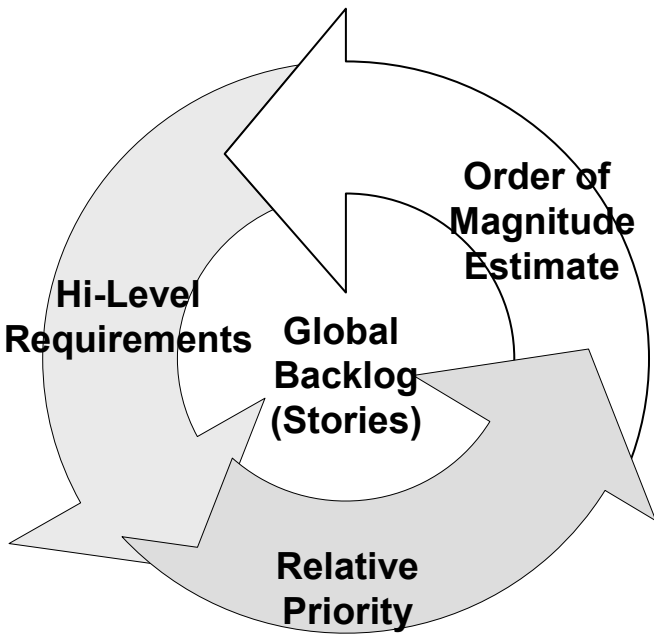 Order of
Magnitude
Estimate
Hi-Level
Requirements
Global
Backlog
(Stories)
Relative
Priority